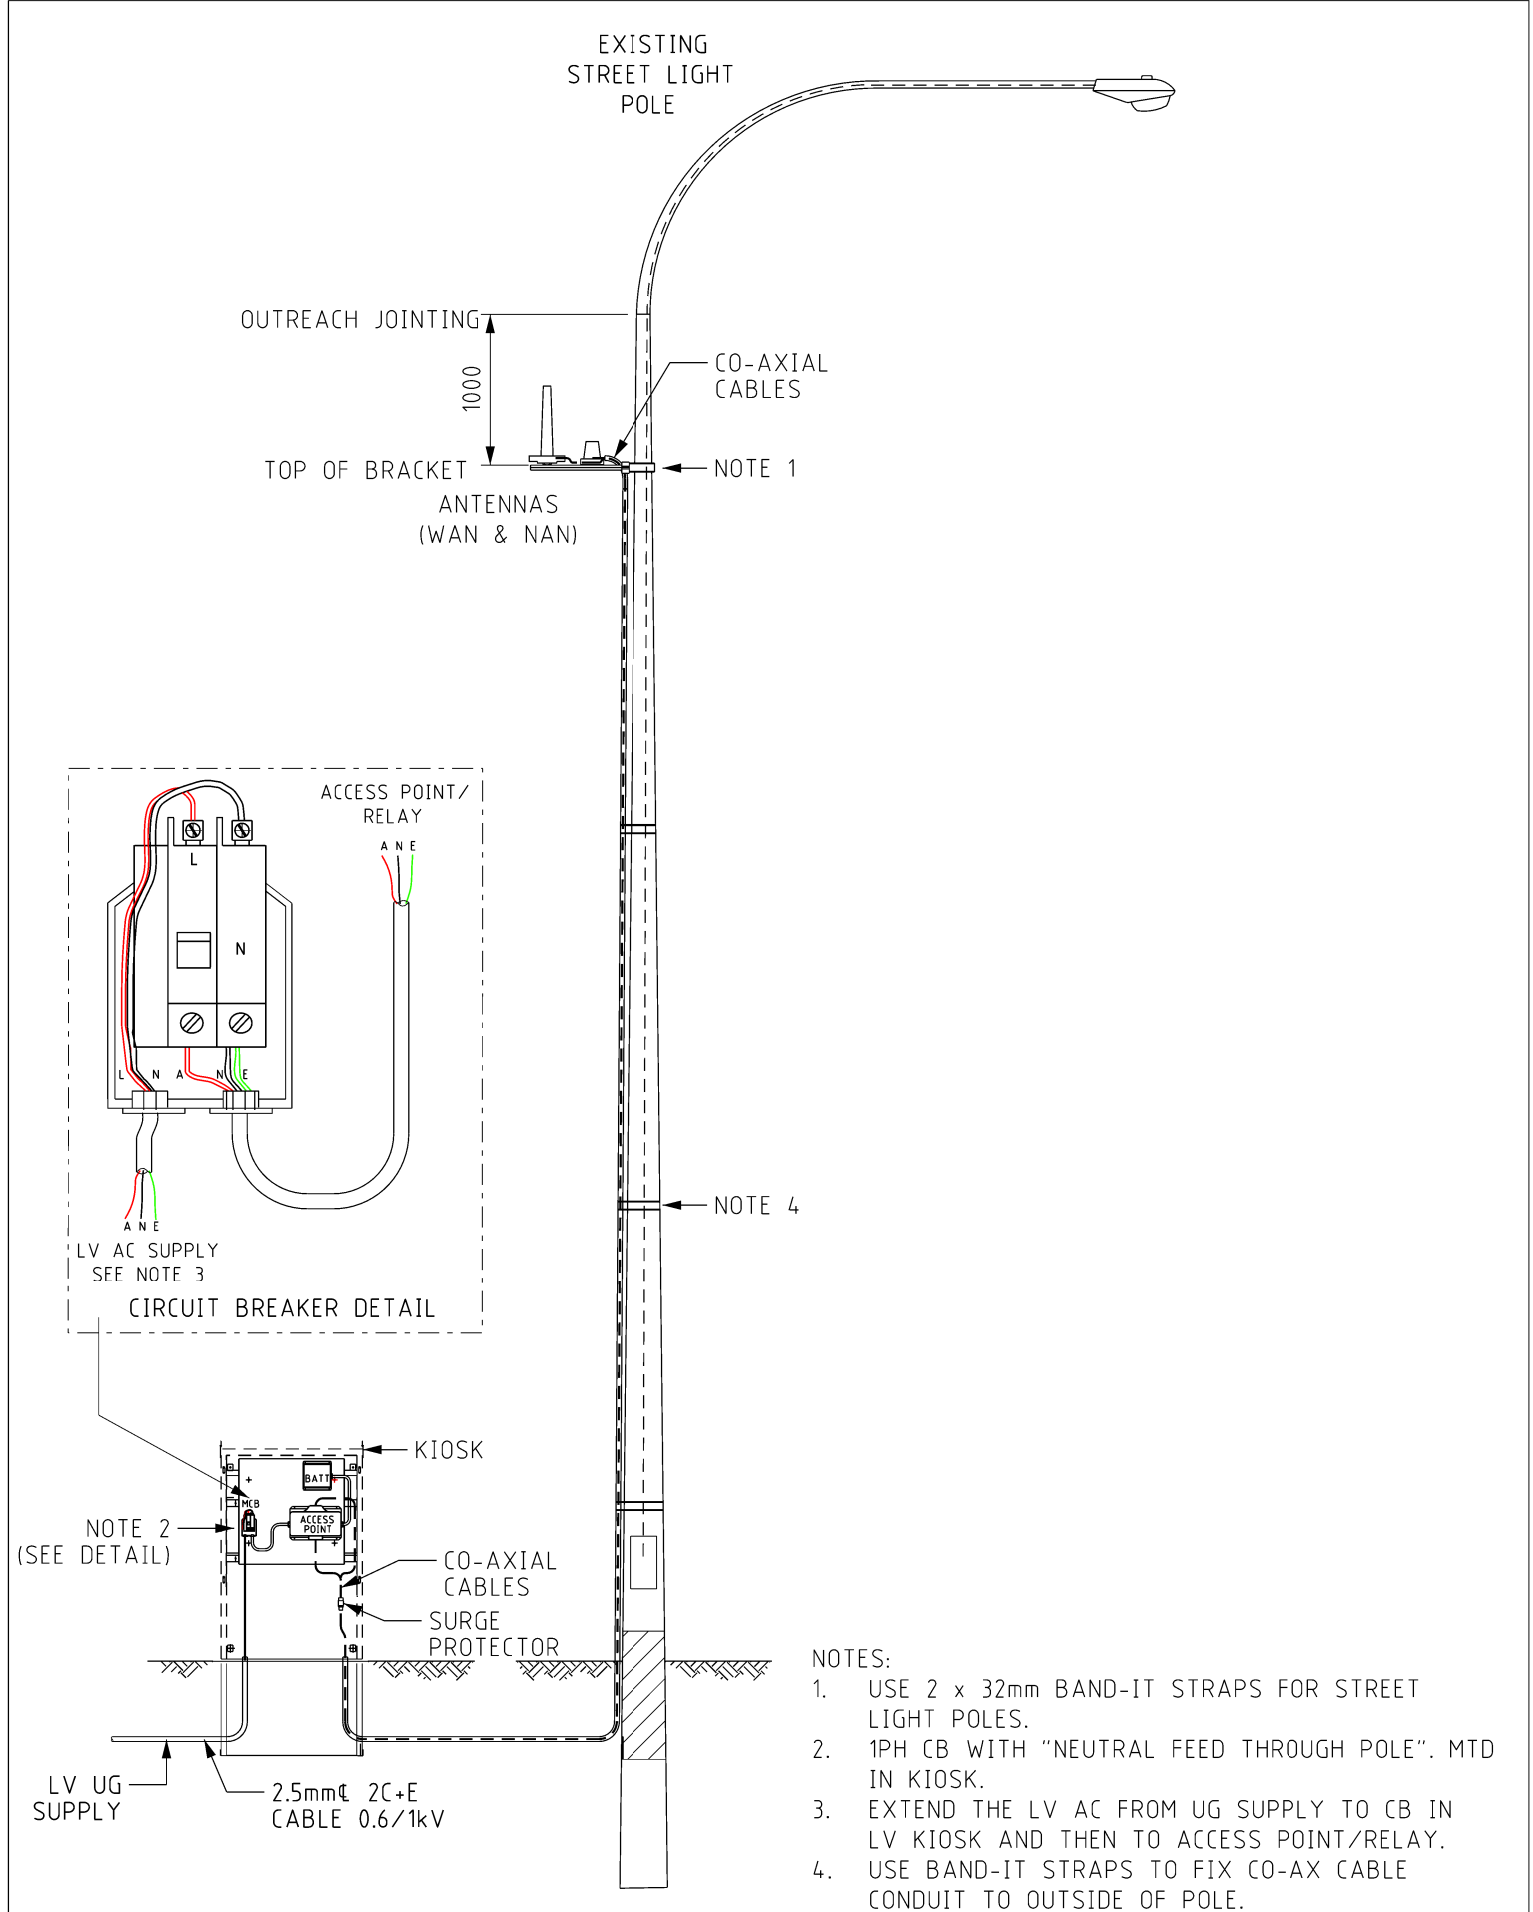 EXISTING
STREET LIGHT
POLE
OUTREACH JOINTING
1000
CO-AXIAL
CABLES
TOP OF BRACKET
NOTE 1
ANTENNAS
(WAN & NAN)
ACCESS POINT/
RELAY
A N E
L
N
L N A N E
NOTE 4
A N E
LV AC SUPPLY
SEE NOTE 3
CIRCUIT BREAKER DETAIL
KIOSK
BATT
MCB
ACCESS
POINT
NOTE 2
(SEE DETAIL)
CO-AXIAL
CABLES
SURGE
PROTECTOR
LV UG
SUPPLY
2.5mm℄ 2C+E
CABLE 0.6/1kV
NOTES:
1. USE 2 x 32mm BAND-IT STRAPS FOR STREET
LIGHT POLES.
2. 1PH CB WITH "NEUTRAL FEED THROUGH POLE". MTD
IN KIOSK.
3. EXTEND THE LV AC FROM UG SUPPLY TO CB IN
LV KIOSK AND THEN TO ACCESS POINT/RELAY.
4. USE BAND-IT STRAPS TO FIX CO-AX CABLE
CONDUIT TO OUTSIDE OF POLE.